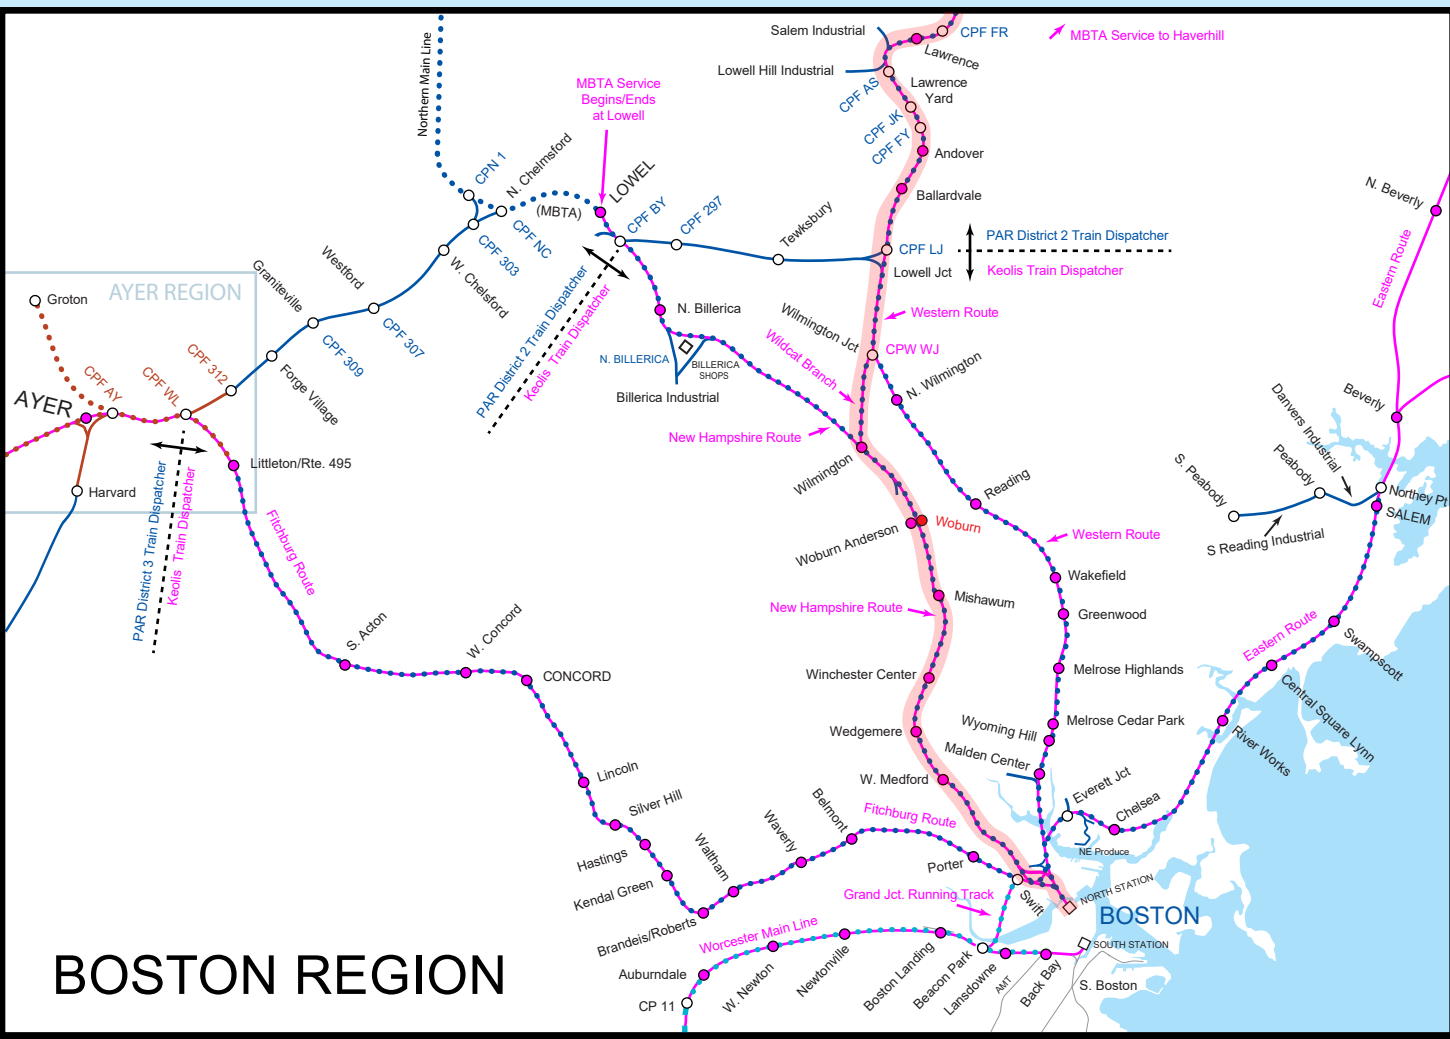 Salem Industrial
CPF FR
MBTA Service to Haverhill
Lawrence
Lowell Hill Industrial
CPF AS
Lawrence
Yard
CPF JK
CPF FY
Andover
Ballardvale
Northern Main Line
MBTA Service
Begins/Ends
at Lowell
CPN 1
N. Chelmsford
(MBTA)
LOWEL
CPF BY
CPF 297
Tewksbury
CPF LJ
Lowell Jct
PAR District 2 Train Dispatcher
Keolis Train Dispatcher
N. Beverly
Eastern Route
CPF NC
CPF 303
W. Chelsford
Westford
Graniteville
AYER REGION
Groton
CPF 307
CPF 309
Forge Village
CPF 312
CPF WL
CPF AY
AYER
Harvard
Littleton/Rte. 495
PAR District 2 Train Dispatcher
Keolis Train Dispatcher
N. Billerica
N. BILLERICA
BILLERICA
SHOPS
Billerica Industrial
Western Route
Wilmington Jct
CPW WJ
Wildcat Branch
N. Wilmington
New Hampshire Route
Wilmington
Reading
Beverly
Danvers Industrial
Peabody
S. Peabody
Northey Pt
SALEM
S Reading Industrial
PAR District 3 Train Dispatcher
Keolis Train Dispatcher
Fitchburg Route
Woburn
Woburn Anderson
Western Route
Wakefield
Mishawum
New Hampshire Route
Greenwood
S. Acton
W. Concord
CONCORD
Winchester Center
Melrose Highlands
Eastern Route
Swampscott
Central Square Lynn
River Works
Wedgemere
Wyoming Hill
Melrose Cedar Park
Malden Center
W. Medford
Everett Jct
Chelsea
NE Produce
Lincoln
Silver Hill
Hastings
Kendal Green
Waltham
Waverly
Belmont
Fitchburg Route
Porter
Swift
NORTH STATION
BOSTON
Grand Jct. Running Track
Brandeis/Roberts
Worcester Main Line
Auburndale
CP 11
W. Newton
Newtonville
Boston Landing
Beacon Park
Lansdowne
AMT
Back Bay
SOUTH STATION
S. Boston
BOSTON REGION